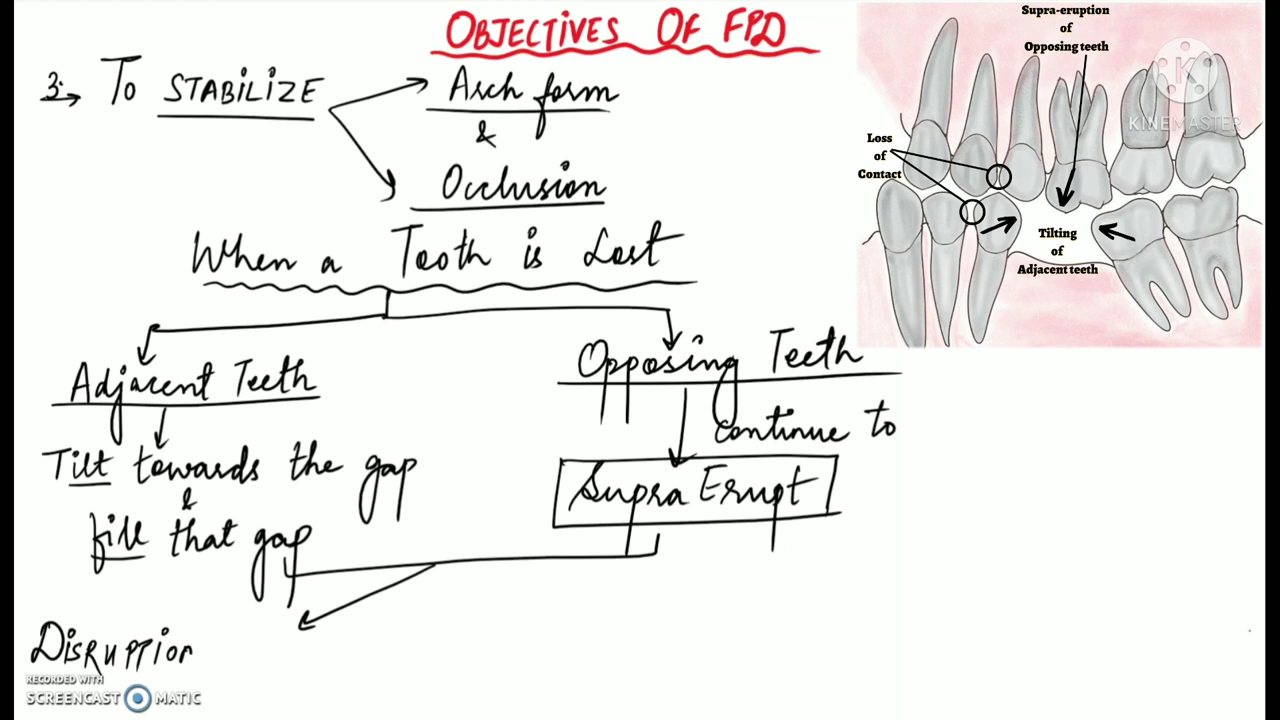 OBJECTIVES OF FPD
3. To STABILIZE
Arch form
&
Occlusion
When a Tooth is Lost
Adjacent Teeth
Tilt towards the gap
&
fill that gap
Opposing Teeth
continue to
Supra Erupt
Disruption
Supra-eruption
of
Opposing teeth
Loss
of
Contact
Tilting
of
Adjacent teeth
K
KINEMASTER
RECORDED WITH
SCREENCAST MATIC